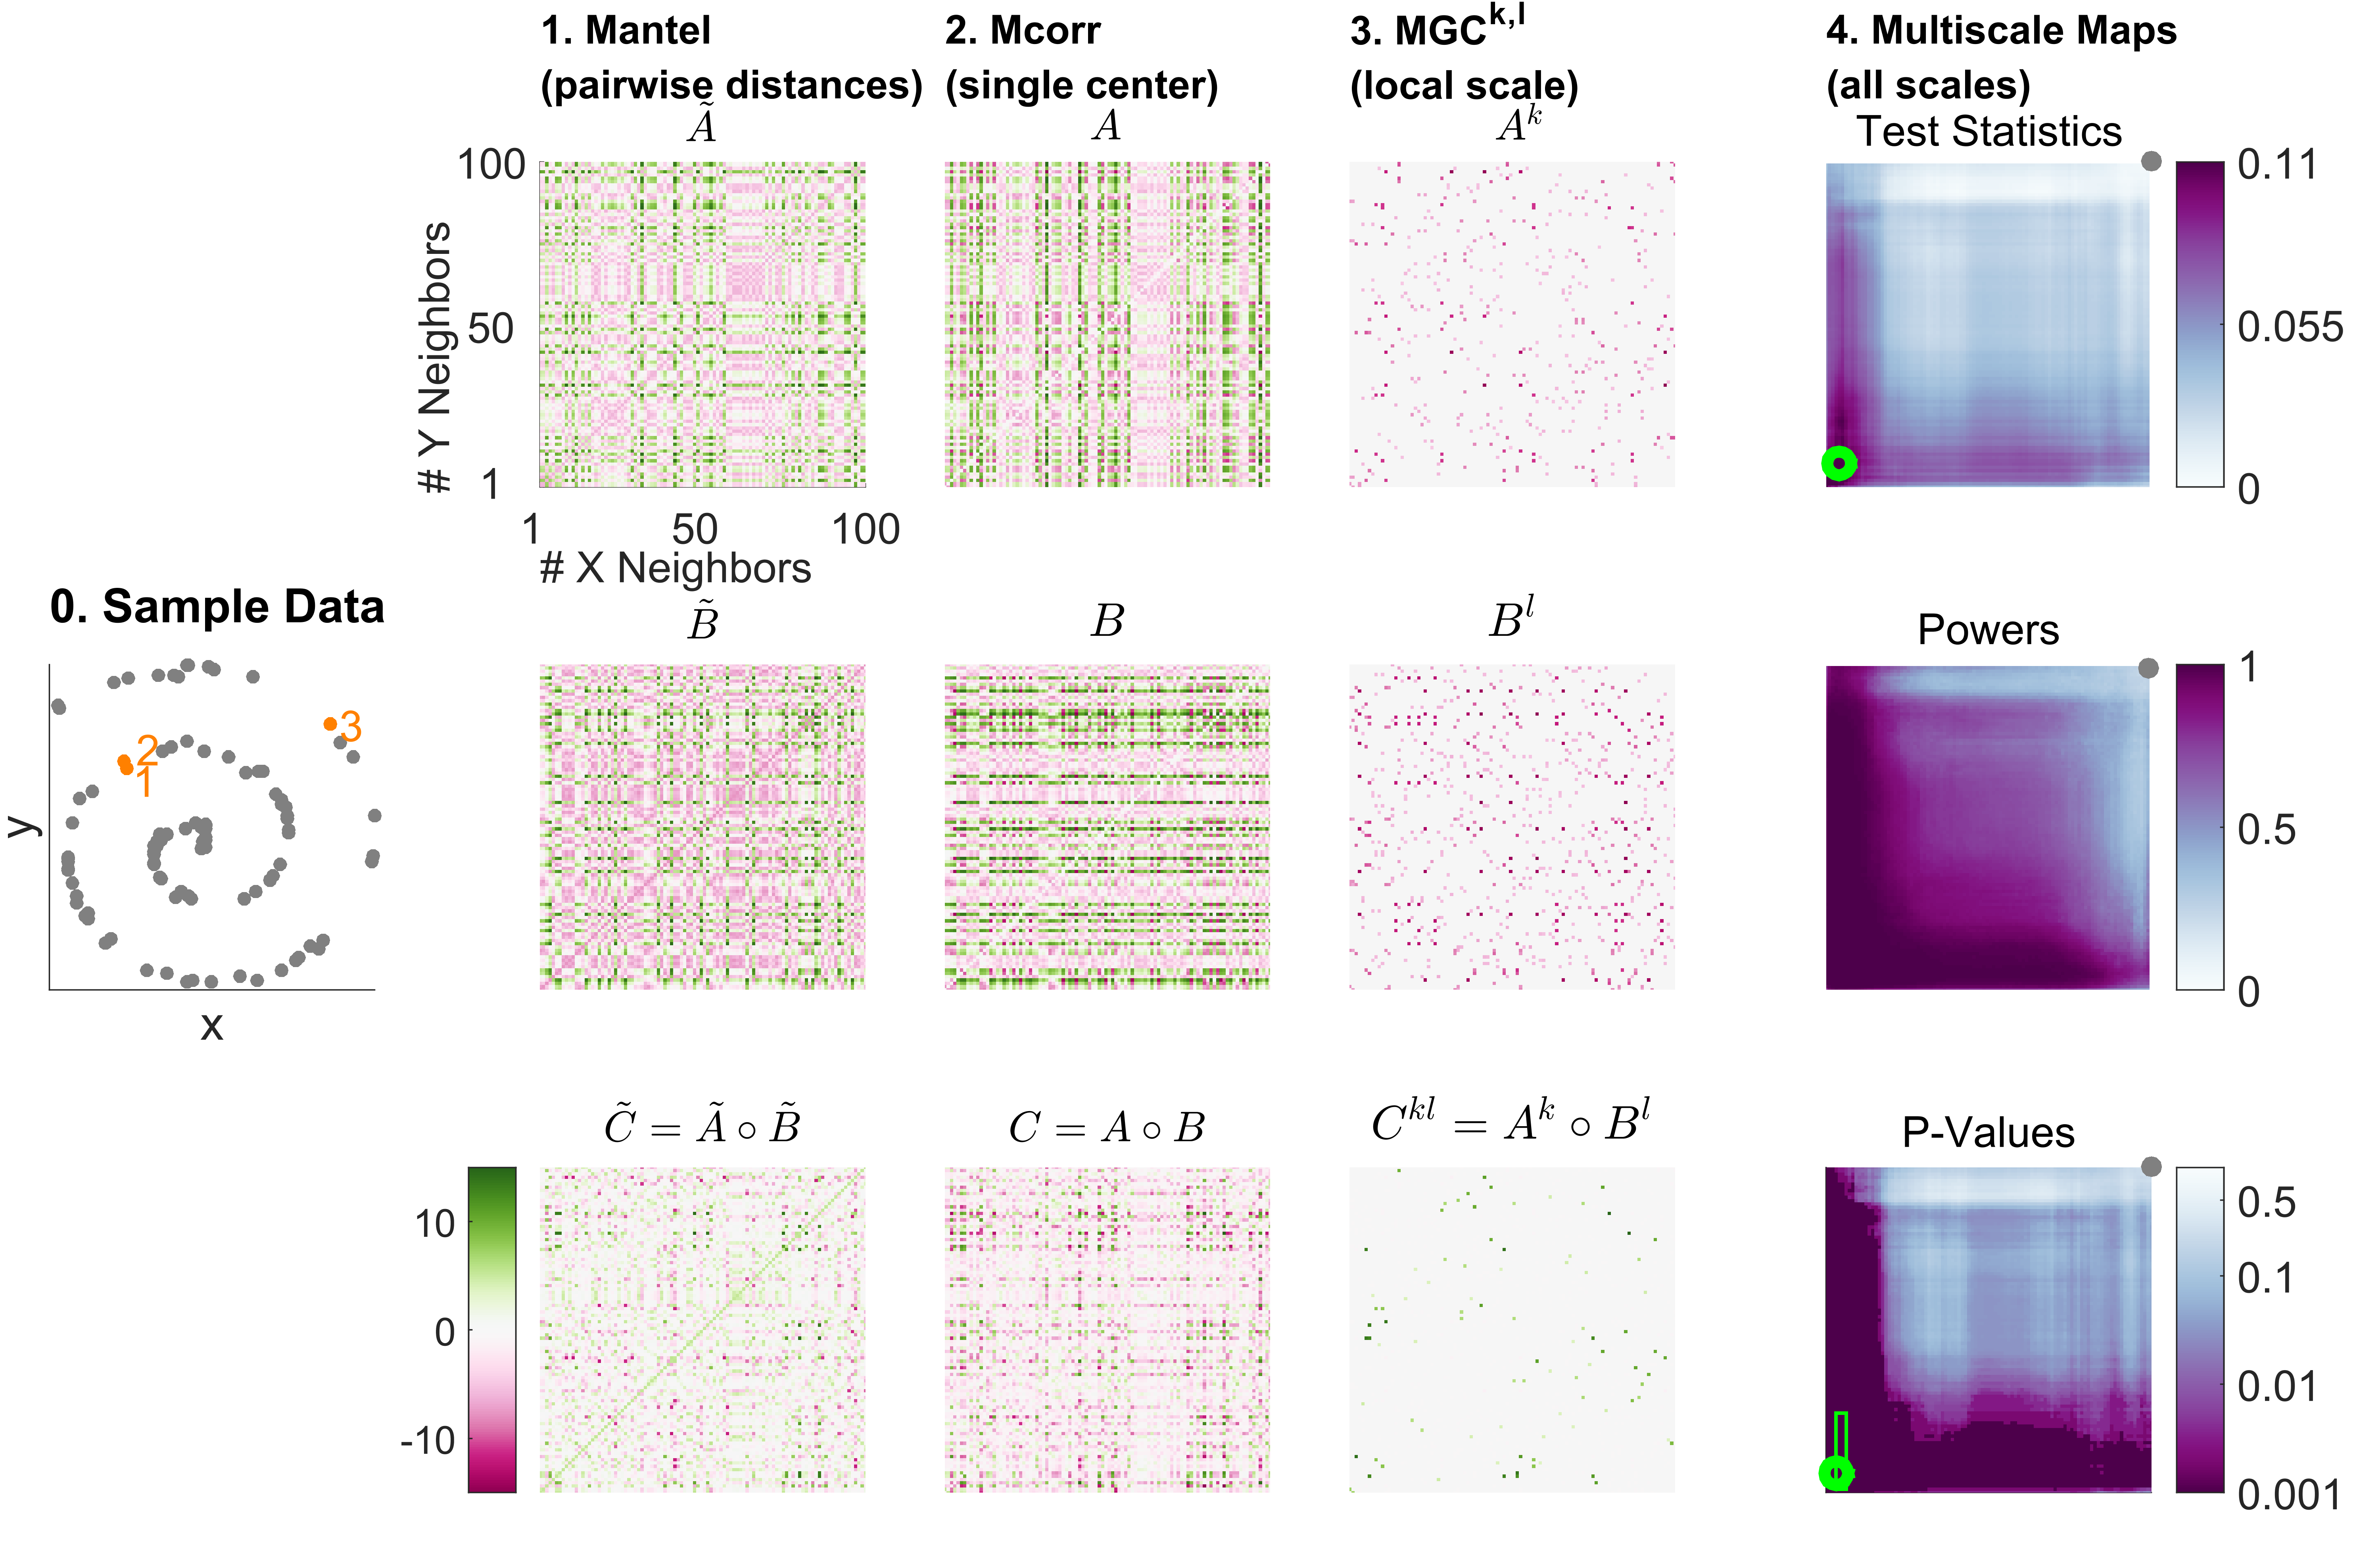 1. Mantel
(pairwise distances)
2. Mcorr
(single center)
3. MGC^{k,l}
(local scale)
4. Multiscale Maps
(all scales)
Ã
A
A^k
Test Statistics
100
50
1
# Y Neighbors
1 50 100
# X Neighbors
0.11
0.055
0
0. Sample Data
y
x
1
2
3
B̃
B
B^l
Powers
1
0.5
0
C̃ = Ã ∘ B̃
C = A ∘ B
C^{kl} = A^k ∘ B^l
P-Values
10
0
-10
0.5
0.1
0.01
0.001